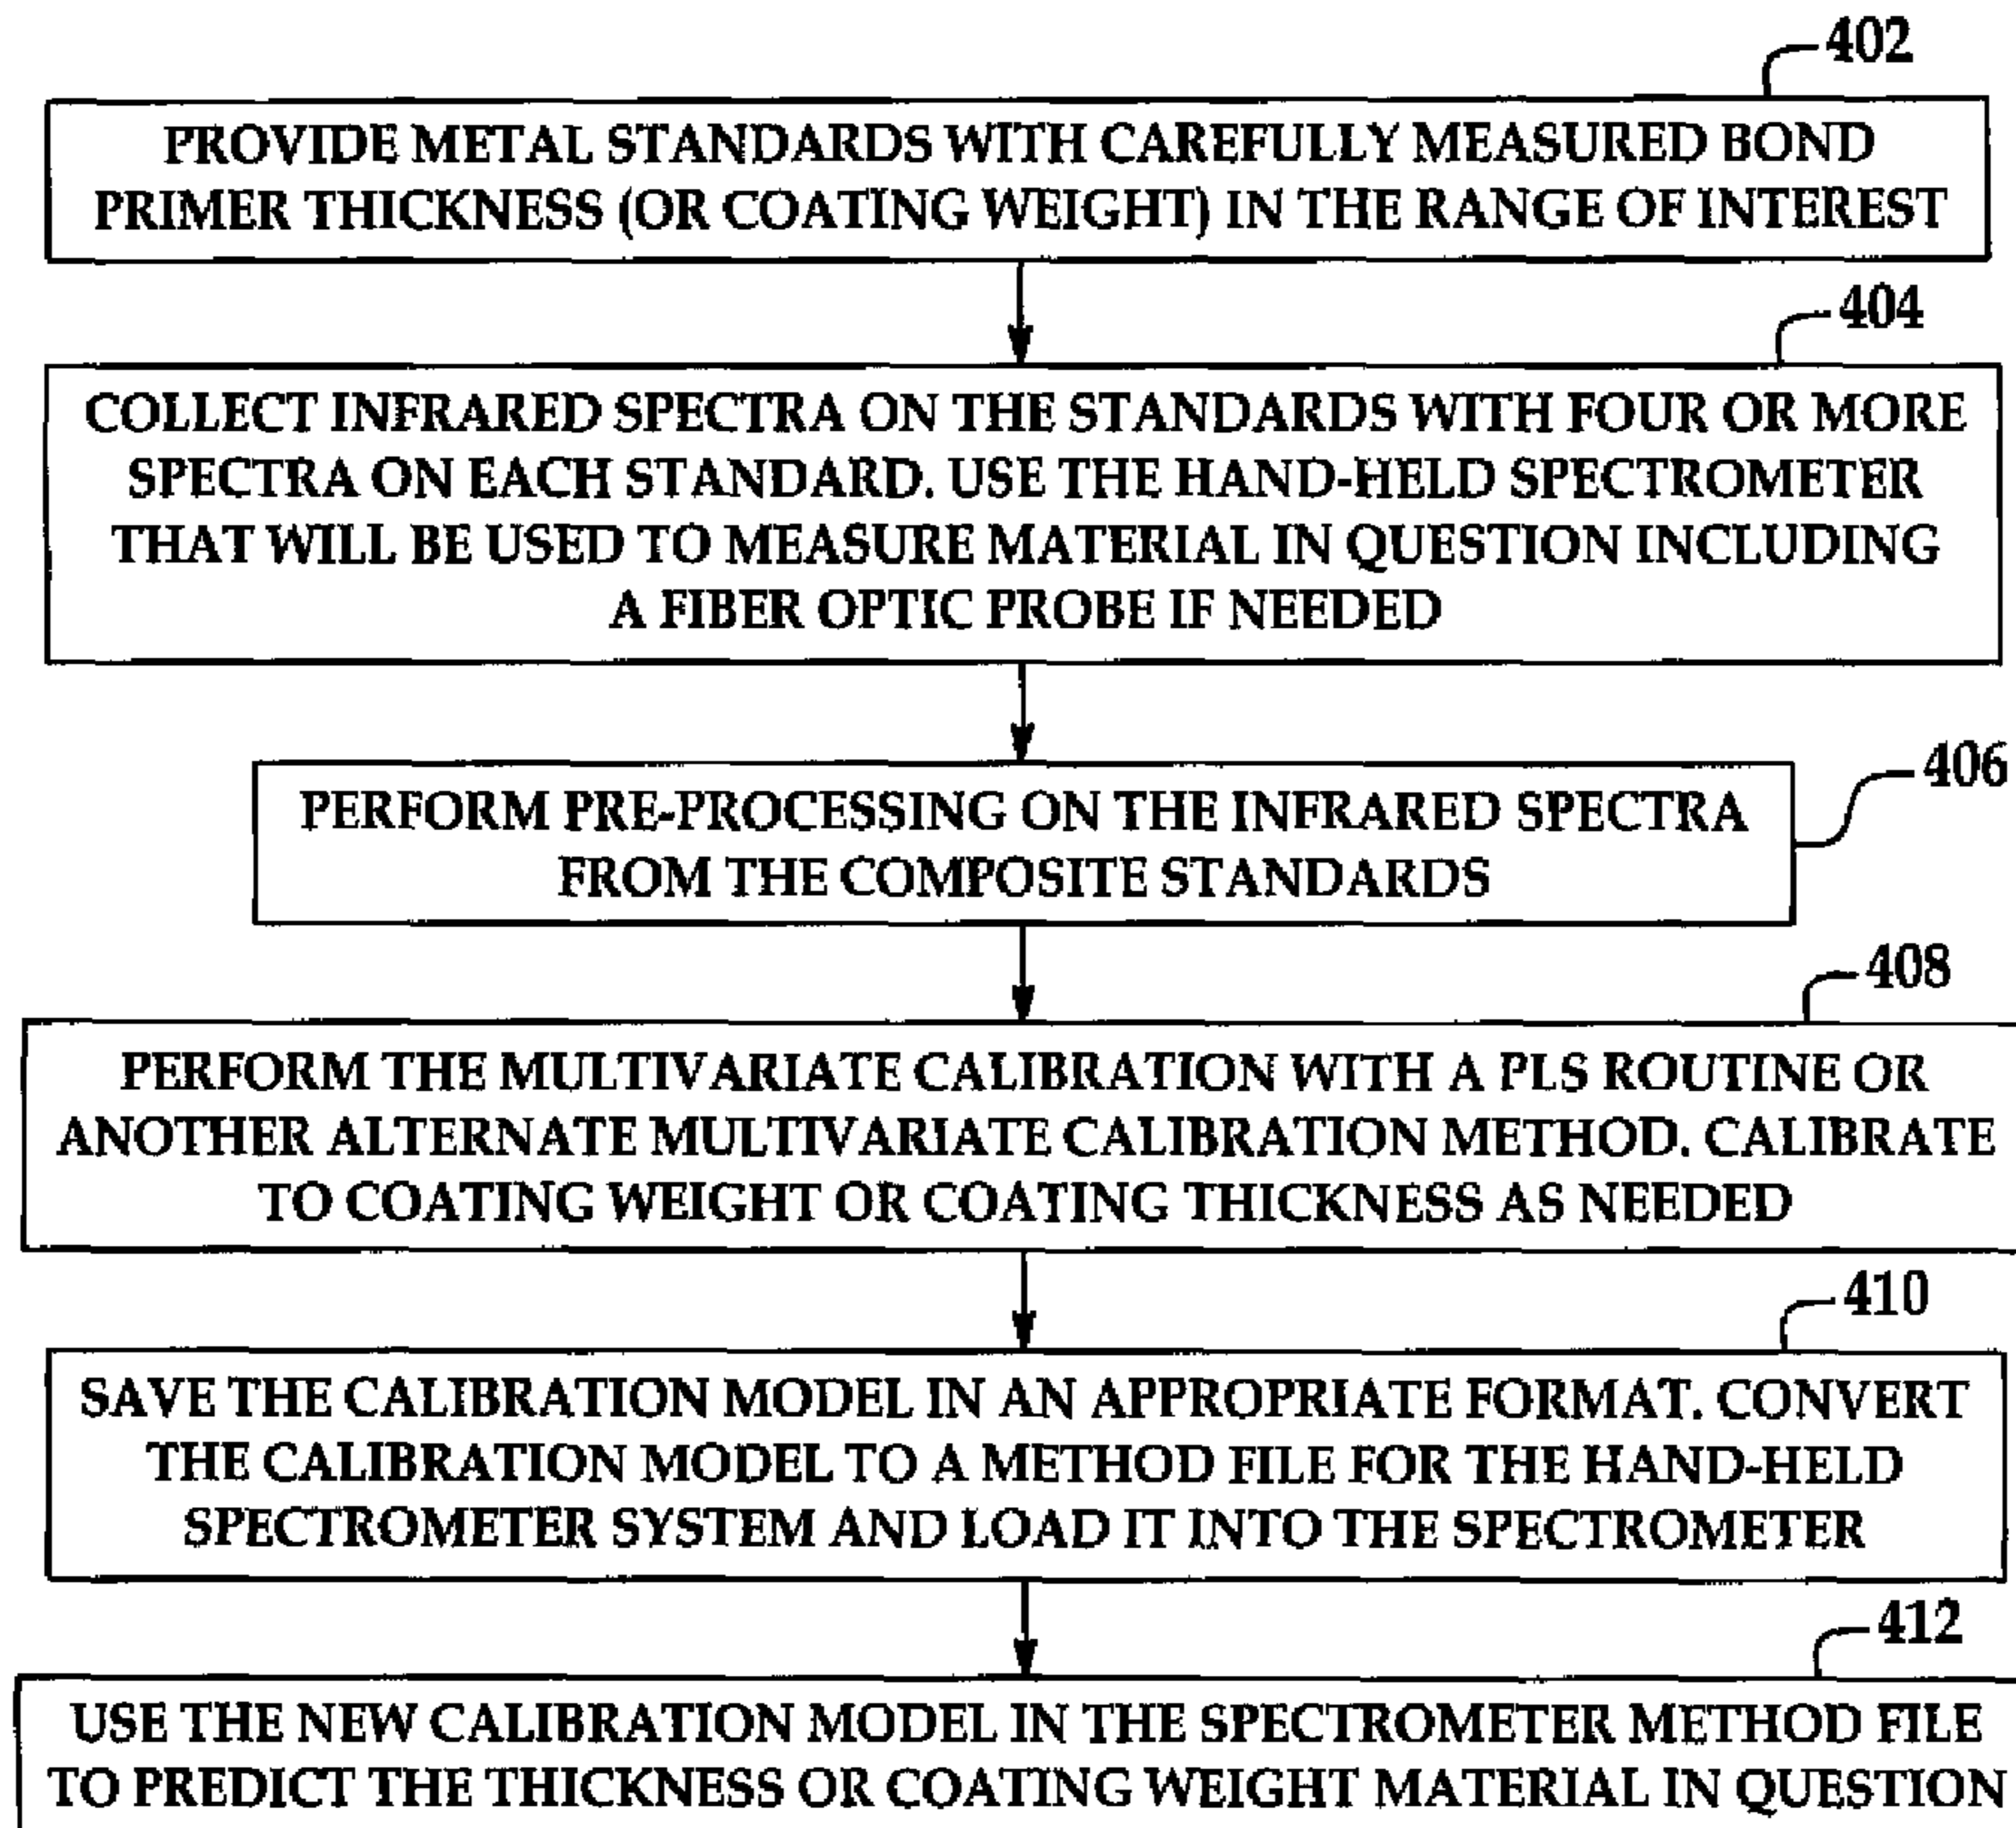 402
PROVIDE METAL STANDARDS WITH CAREFULLY MEASURED BOND
PRIMER THICKNESS (OR COATING WEIGHT) IN THE RANGE OF INTEREST
404
COLLECT INFRARED SPECTRA ON THE STANDARDS WITH FOUR OR MORE
SPECTRA ON EACH STANDARD. USE THE HAND-HELD SPECTROMETER
THAT WILL BE USED TO MEASURE MATERIAL IN QUESTION INCLUDING
A FIBER OPTIC PROBE IF NEEDED
406
PERFORM PRE-PROCESSING ON THE INFRARED SPECTRA
FROM THE COMPOSITE STANDARDS
408
PERFORM THE MULTIVARIATE CALIBRATION WITH A PLS ROUTINE OR
ANOTHER ALTERNATE MULTIVARIATE CALIBRATION METHOD. CALIBRATE
TO COATING WEIGHT OR COATING THICKNESS AS NEEDED
410
SAVE THE CALIBRATION MODEL IN AN APPROPRIATE FORMAT. CONVERT
THE CALIBRATION MODEL TO A METHOD FILE FOR THE HAND-HELD
SPECTROMETER SYSTEM AND LOAD IT INTO THE SPECTROMETER
412
USE THE NEW CALIBRATION MODEL IN THE SPECTROMETER METHOD FILE
TO PREDICT THE THICKNESS OR COATING WEIGHT MATERIAL IN QUESTION